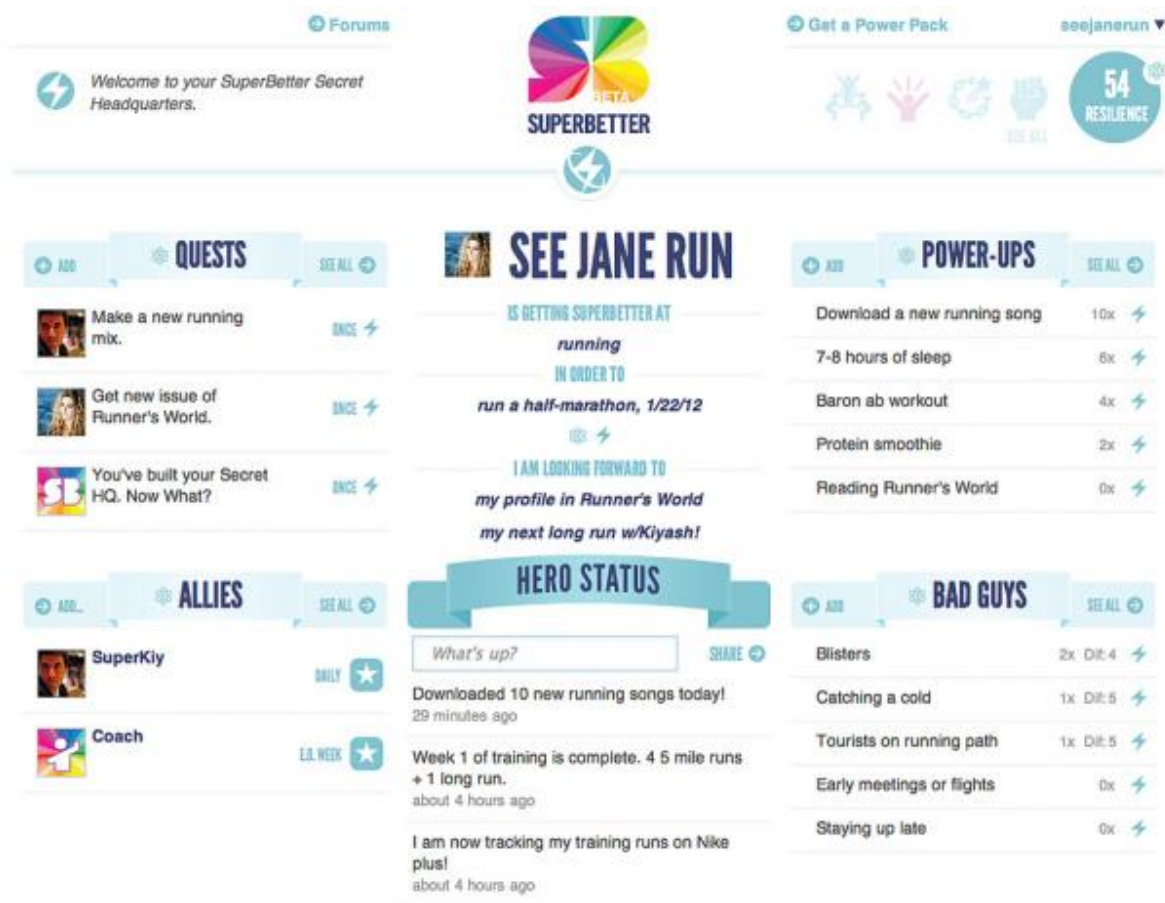 Forums
Get a Power Pack
seejanerun ▼
Welcome to your SuperBetter Secret
Headquarters.
BETA
SUPERBETTER
SEE ALL
54
RESILIENCE
ADD
QUESTS
SEE ALL
Make a new running
mix.
ONCE
Get new issue of
Runner's World.
ONCE
SB
You've built your Secret
HQ. Now What?
ONCE
ADD...
ALLIES
SEE ALL
SuperKiy
DAILY
Coach
E.O. WEEK
SEE JANE RUN
IS GETTING SUPERBETTER AT
running
IN ORDER TO
run a half-marathon, 1/22/12
I AM LOOKING FORWARD TO
my profile in Runner's World
my next long run w/Kiyash!
HERO STATUS
What's up?
SHARE
Downloaded 10 new running songs today!
29 minutes ago
Week 1 of training is complete. 4 5 mile runs
+ 1 long run.
about 4 hours ago
I am now tracking my training runs on Nike
plus!
about 4 hours ago
ADD
POWER-UPS
SEE ALL
Download a new running song 10x
7-8 hours of sleep 6x
Baron ab workout 4x
Protein smoothie 2x
Reading Runner's World 0x
ADD
BAD GUYS
SEE ALL
Blisters 2x Dif: 4
Catching a cold 1x Dif: 5
Tourists on running path 1x Dif: 5
Early meetings or flights 0x
Staying up late 0x